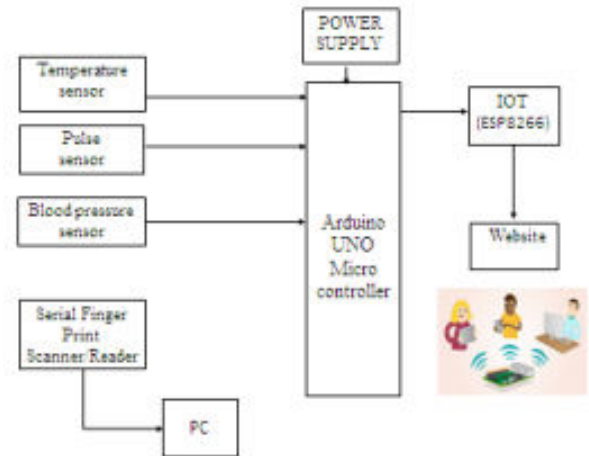 POWER
SUPPLY
Temperature
sensor
Pulse
sensor
Blood pressure
sensor
Arduino
UNO
Micro
controller
IOT
(ESP8266)
Website
Serial Finger
Print
Scanner Reader
PC